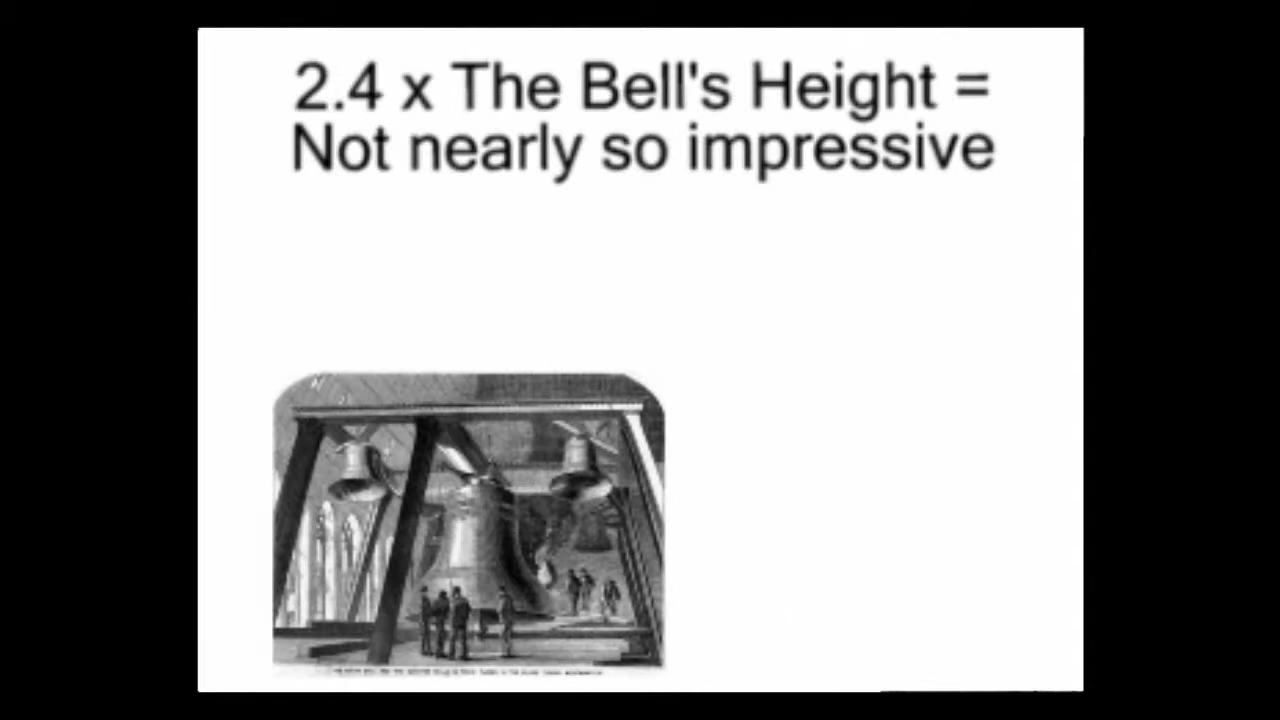 2.4 x The Bell's Height =
Not nearly so impressive